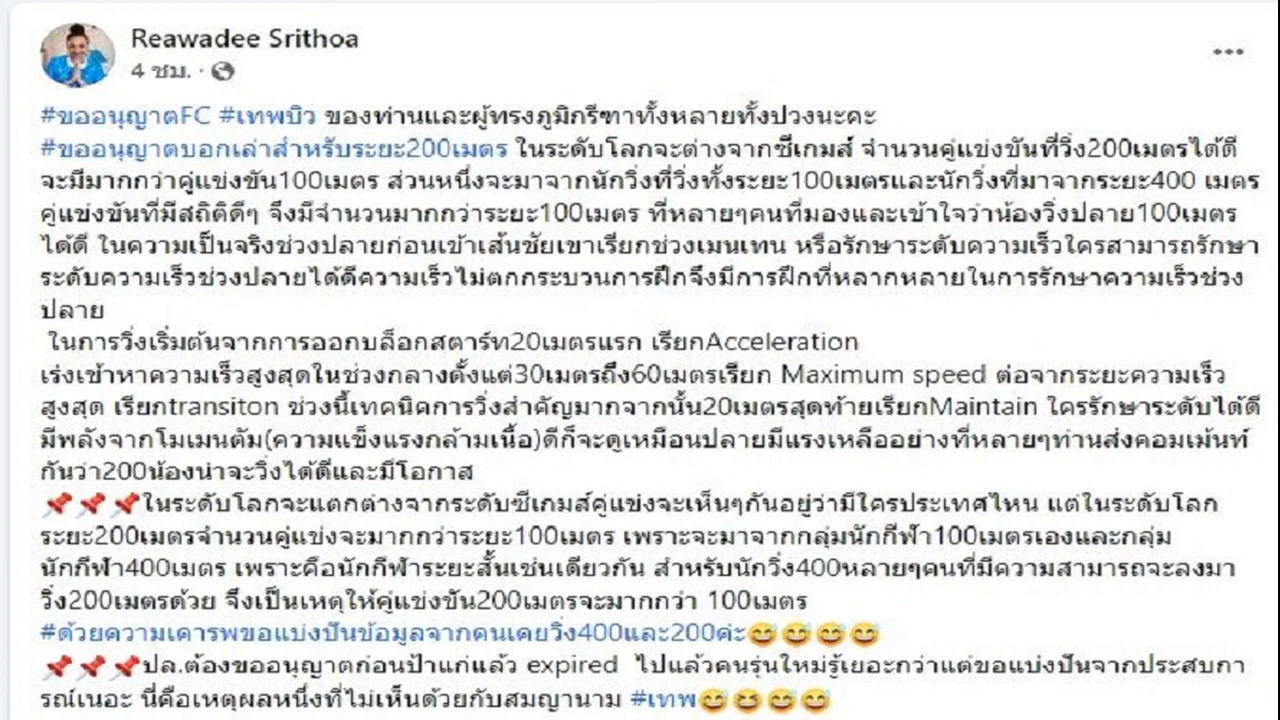 Reawadee Srithoa
4 ชม. ·
#ขออนุญาตFC #เทพบิว ของท่านและผู้ทรงภูมิกรีฑาทั้งหลายทั้งปวงนะคะ
#ขออนุญาตบอกเล่าสำหรับระยะ200เมตร ในระดับโลกจะต่างจากซีเกมส์ จำนวนคู่แข่งขันที่วิ่ง200เมตรได้ดี
จะมีมากกว่าคู่แข่งขัน100เมตร ส่วนหนึ่งจะมาจากนักวิ่งที่วิ่งทั้งระยะ100เมตรและนักวิ่งที่มาจากระยะ400 เมตร
คู่แข่งขันที่มีสถิติดีๆ จึงมีจำนวนมากกว่าระยะ100เมตร ที่หลายๆคนที่มองและเข้าใจว่าน้องวิ่งปลาย100เมตร
ได้ดี ในความเป็นจริงช่วงปลายก่อนเข้าเส้นชัยเขาเรียกช่วงเมนเทน หรือรักษาระดับความเร็วใครสามารถรักษา
ระดับความเร็วช่วงปลายได้ดีความเร็วไม่ตกกระบวนการฝึกจึงมีการฝึกที่หลากหลายในการรักษาความเร็วช่วง
ปลาย
ในการวิ่งเริ่มต้นจากการออกบล็อกสตาร์ท20เมตรแรก เรียกAcceleration
เร่งเข้าหาความเร็วสูงสุดในช่วงกลางตั้งแต่30เมตรถึง60เมตรเรียก Maximum speed ต่อจากระยะความเร็ว
สูงสุด เรียกtransiton ช่วงนี้เทคนิคการวิ่งสำคัญมากจากนั้น20เมตรสุดท้ายเรียกMaintain ใครรักษาระดับได้ดี
มีพลังจากโมเมนตัม(ความแข็งแรงกล้ามเนื้อ)ดีก็จะดูเหมือนปลายมีแรงเหลืออย่างที่หลายๆท่านส่งคอมเม้นท์
กันว่า200น้องน่าจะวิ่งได้ดีและมีโอกาส
📌📌📌ในระดับโลกจะแตกต่างจากระดับซีเกมส์คู่แข่งจะเห็นๆกันอยู่ว่ามีใครประเทศไหน แต่ในระดับโลก
ระยะ200เมตรจำนวนคู่แข่งจะมากกว่าระยะ100เมตร เพราะจะมาจากกลุ่มนักกีฬา100เมตรเองและกลุ่ม
นักกีฬา400เมตร เพราะคือนักกีฬาระยะสั้นเช่นเดียวกัน สำหรับนักวิ่ง400หลายๆคนที่มีความสามารถจะลงมา
วิ่ง200เมตรด้วย จึงเป็นเหตุให้คู่แข่งขัน200เมตรจะมากกว่า 100เมตร
#ด้วยความเคารพขอแบ่งปันข้อมูลจากคนเคยวิ่ง400และ200ค่ะ😅😅😅😅
📌📌📌ปล.ต้องขออนุญาตก่อนป้าแก่แล้ว expired ไปแล้วคนรุ่นใหม่รู้เยอะกว่าแต่ขอแบ่งปันจากประสบกา
รณ์เนอะ นี่คือเหตุผลหนึ่งที่ไม่เห็นด้วยกับสมญานาม #เทพ😅😆😅😅